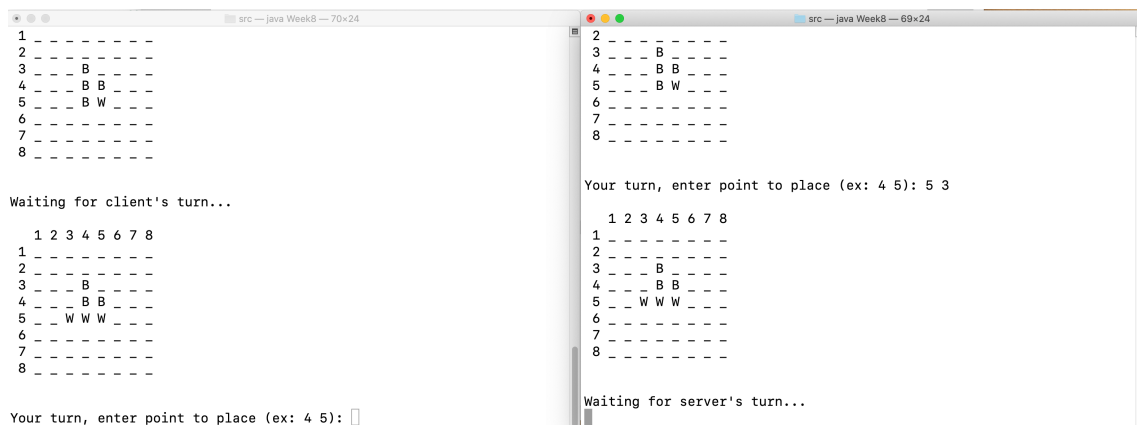 src — java Week8 — 70×24
1 _ _ _ _ _ _ _ _
2 _ _ _ _ _ _ _ _
3 _ _ _ B _ _ _ _
4 _ _ _ B B _ _ _
5 _ _ _ B W _ _ _
6 _ _ _ _ _ _ _ _
7 _ _ _ _ _ _ _ _
8 _ _ _ _ _ _ _ _
Waiting for client's turn...
1 2 3 4 5 6 7 8
1 _ _ _ _ _ _ _ _
2 _ _ _ _ _ _ _ _
3 _ _ _ B _ _ _ _
4 _ _ _ B B _ _ _
5 _ _ W W W _ _ _
6 _ _ _ _ _ _ _ _
7 _ _ _ _ _ _ _ _
8 _ _ _ _ _ _ _ _
Your turn, enter point to place (ex: 4 5):
src — java Week8 — 69×24
2 _ _ _ _ _ _ _ _
3 _ _ _ B _ _ _ _
4 _ _ _ B B _ _ _
5 _ _ _ B W _ _ _
6 _ _ _ _ _ _ _ _
7 _ _ _ _ _ _ _ _
8 _ _ _ _ _ _ _ _
Your turn, enter point to place (ex: 4 5): 5 3
1 2 3 4 5 6 7 8
1 _ _ _ _ _ _ _ _
2 _ _ _ _ _ _ _ _
3 _ _ _ B _ _ _ _
4 _ _ _ B B _ _ _
5 _ _ W W W _ _ _
6 _ _ _ _ _ _ _ _
7 _ _ _ _ _ _ _ _
8 _ _ _ _ _ _ _ _
Waiting for server's turn...